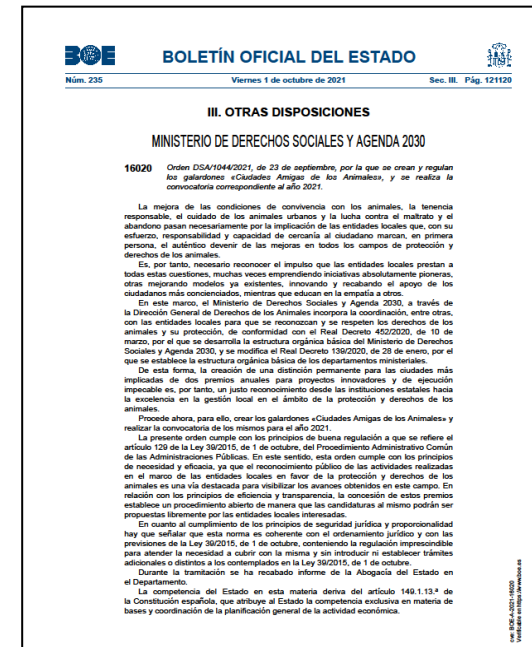 BOE
BOLETÍN OFICIAL DEL ESTADO
Núm. 235
Viernes 1 de octubre de 2021
Sec. III. Pág. 121120
III. OTRAS DISPOSICIONES
MINISTERIO DE DERECHOS SOCIALES Y AGENDA 2030
16020 Orden DSA/1044/2021, de 23 de septiembre, por la que se crean y regulan
los galardones «Ciudades Amigas de los Animales», y se realiza la
convocatoria correspondiente al año 2021.
La mejora de las condiciones de convivencia con los animales, la tenencia
responsable, el cuidado de los animales urbanos y la lucha contra el maltrato y el
abandono pasan necesariamente por la implicación de las entidades locales que, con su
esfuerzo, responsabilidad y capacidad de cercanía al ciudadano marcan, en primer
persona, el auténtico devenir de las mejoras en todos los campos de protección y
derechos de los animales.
Es, por tanto, necesario reconocer el impulso que las entidades locales prestan a
todas estas cuestiones, muchas veces emprendiendo iniciativas absolutamente pioneras,
otras mejorando modelos ya existentes, innovando y recabando el apoyo de los
ciudadanos más concienciados, mientras que educan en la empatía a otros.
En este marco, el Ministerio de Derechos Sociales y Agenda 2030, a través de
la Dirección General de Derechos de los Animales incorpora la coordinación, entre otras,
con las entidades locales para que se reconozcan y se respeten los derechos de los
animales y su protección, de conformidad con el Real Decreto 452/2020, de 10 de
marzo, por el que se desarrolla la estructura orgánica básica del Ministerio de Derechos
Sociales y Agenda 2030, y se modifica el Real Decreto 139/2020, de 28 de enero, por el
que se establece la estructura orgánica básica de los departamentos ministeriales.
De esta forma, la creación de una distinción permanente para las ciudades más
implicadas de dos premios anuales para proyectos innovadores y de ejecución
impecable es, por tanto, un justo reconocimiento desde las instituciones estatales hacia
la excelencia en la gestión local en el ámbito de la protección y derechos de los
animales.
Procede ahora, para ello, crear los galardones «Ciudades Amigas de los Animales» y
realizar la convocatoria de los mismos para el año 2021.
La presente orden cumple con los principios de buena regulación a que se refiere el
artículo 129 de la Ley 39/2015, de 1 de octubre, del Procedimiento Administrativo Común
de las Administraciones Públicas. En este sentido, esta orden cumple con los principios
de necesidad y eficacia, ya que el reconocimiento público de las actividades realizadas
en el marco de las entidades locales en favor de la protección y derechos de los
animales es una vía destacada para visibilizar los avances obtenidos en este campo. En
relación con los principios de eficiencia y transparencia, la concesión de estos premios
establece un procedimiento abierto de manera que las candidaturas al mismo podrán ser
propuestas libremente por las entidades locales interesadas.
En cuanto al cumplimiento de los principios de seguridad jurídica y proporcionalidad
hay que señalar que esta norma es coherente con el ordenamiento jurídico y con las
previsiones de la Ley 39/2015, de 1 de octubre, conteniendo la regulación imprescindible
para atender la necesidad a cubrir con la misma y sin introducir ni establecer trámites
adicionales o distintos a los contemplados en la Ley 39/2015, de 1 de octubre.
Durante la tramitación se ha recabado informe de la Abogacía del Estado en
el Departamento.
La competencia del Estado en esta materia deriva del artículo 149.1.13.ª de
la Constitución española, que atribuye al Estado la competencia exclusiva en materia de
bases y coordinación de la planificación general de la actividad económica.
cve: BOE-A-2021-16020
Verificable en https://www.boe.es